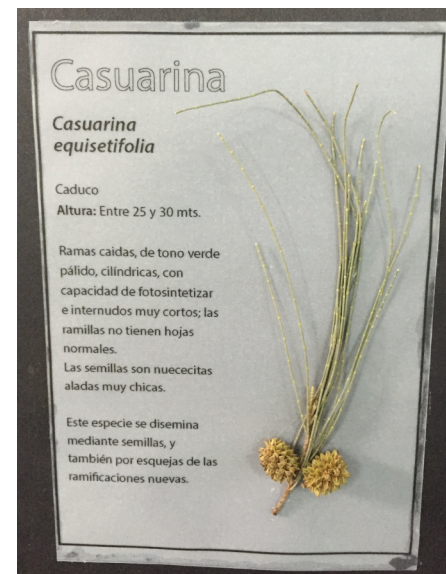 Casuarina
Casuarina
equisetifolia
Caduco
Altura: Entre 25 y 30 mts.
Ramas caidas, de tono verde
pálido, cilíndricas, con
capacidad de fotosintetizar
e internudos muy cortos; las
ramillas no tienen hojas
normales.
Las semillas son nuececitas
aladas muy chicas.
Este especie se disemina
mediante semillas, y
también por esquejas de las
ramificaciones nuevas.